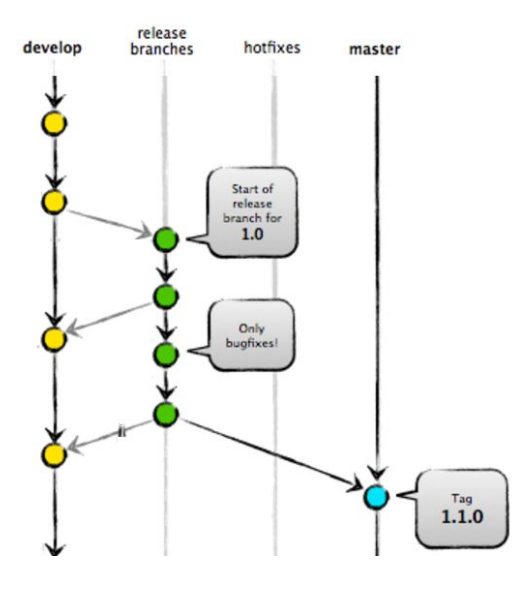 develop
release
branches
hotfixes
master
Start of
release
branch for
1.0
Only
bugfixes!
Tag
1.1.0